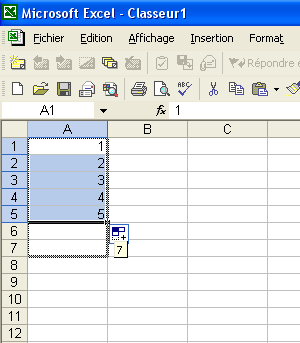 Microsoft Excel - Classeur1
Fichier Edition Affichage Insertion Format
Répondre
A1 fx 1
A B C
1 1
2 2
3 3
4 4
5 5
6
7 7
8
9
10
11
12